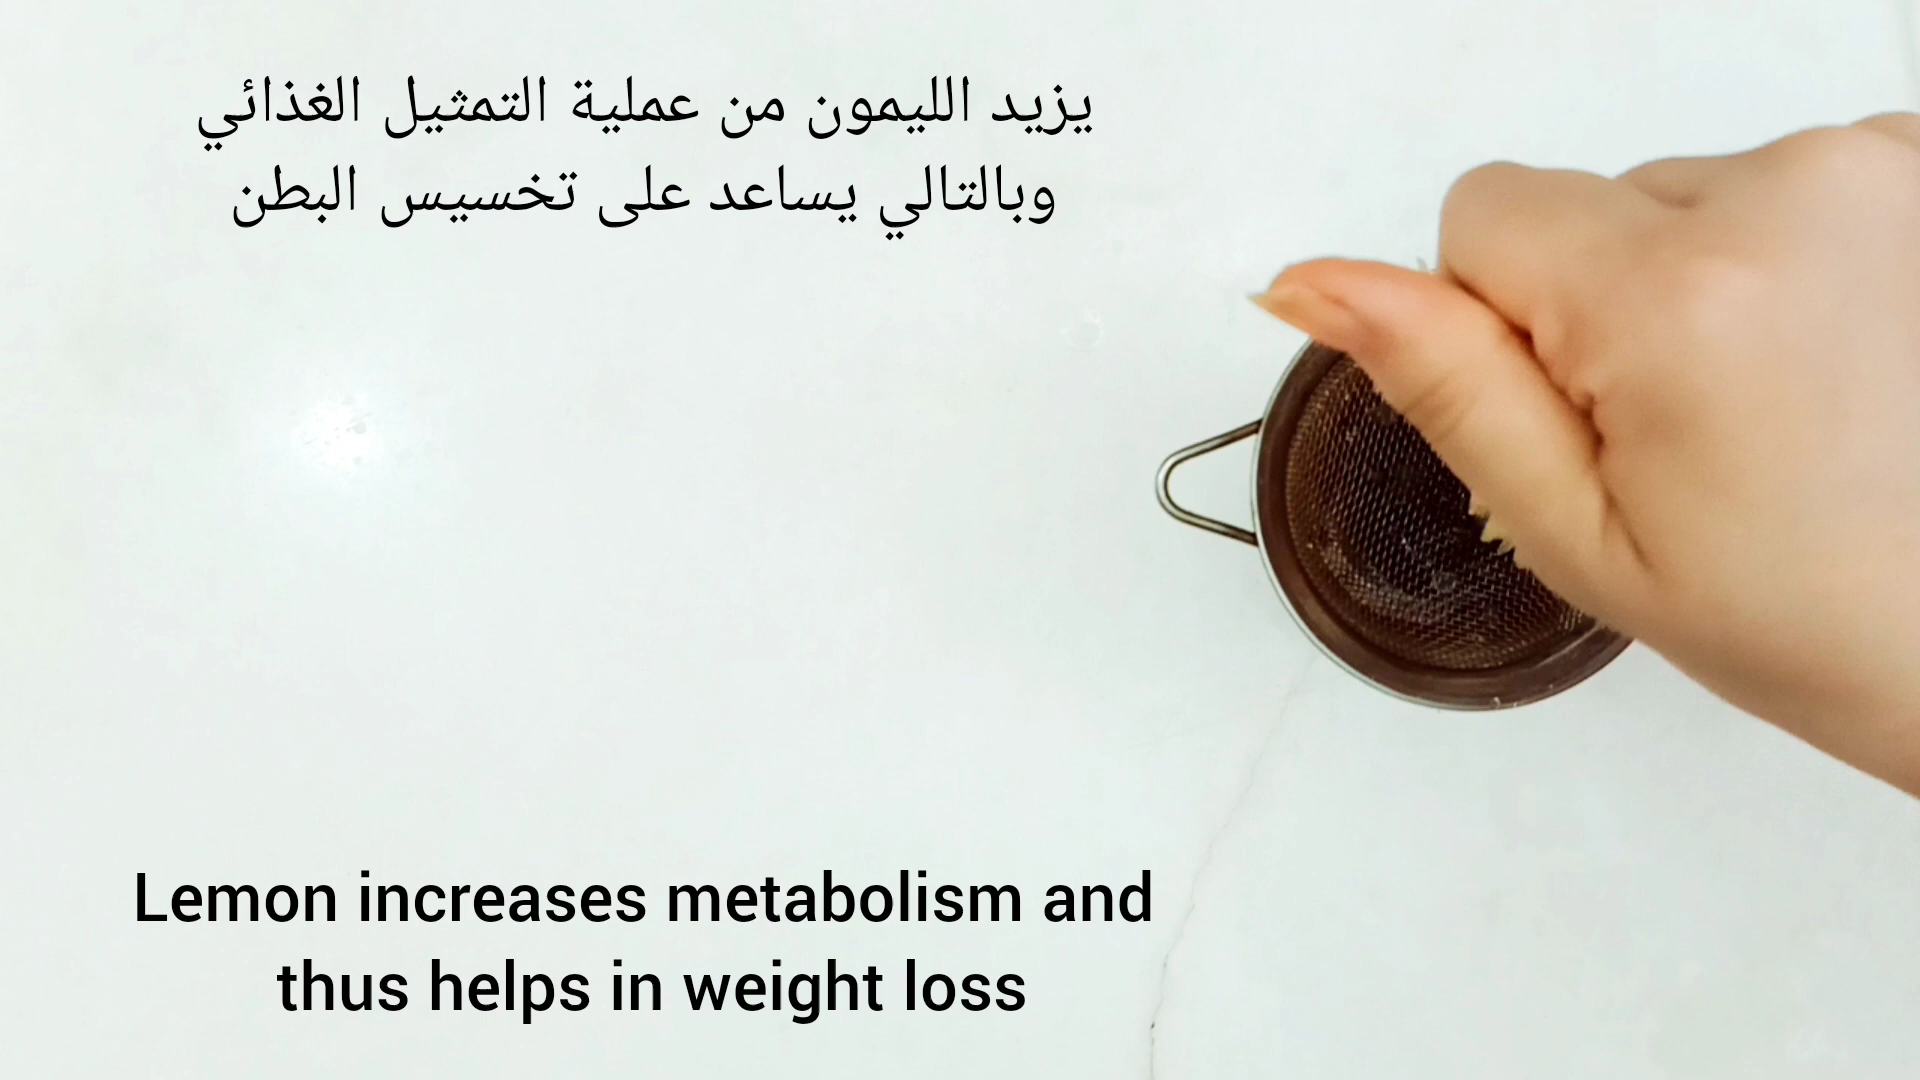 يزيد الليمون من عملية التمثيل الغذائي
وبالتالي يساعد على تخسيس البطن
Lemon increases metabolism and
thus helps in weight loss